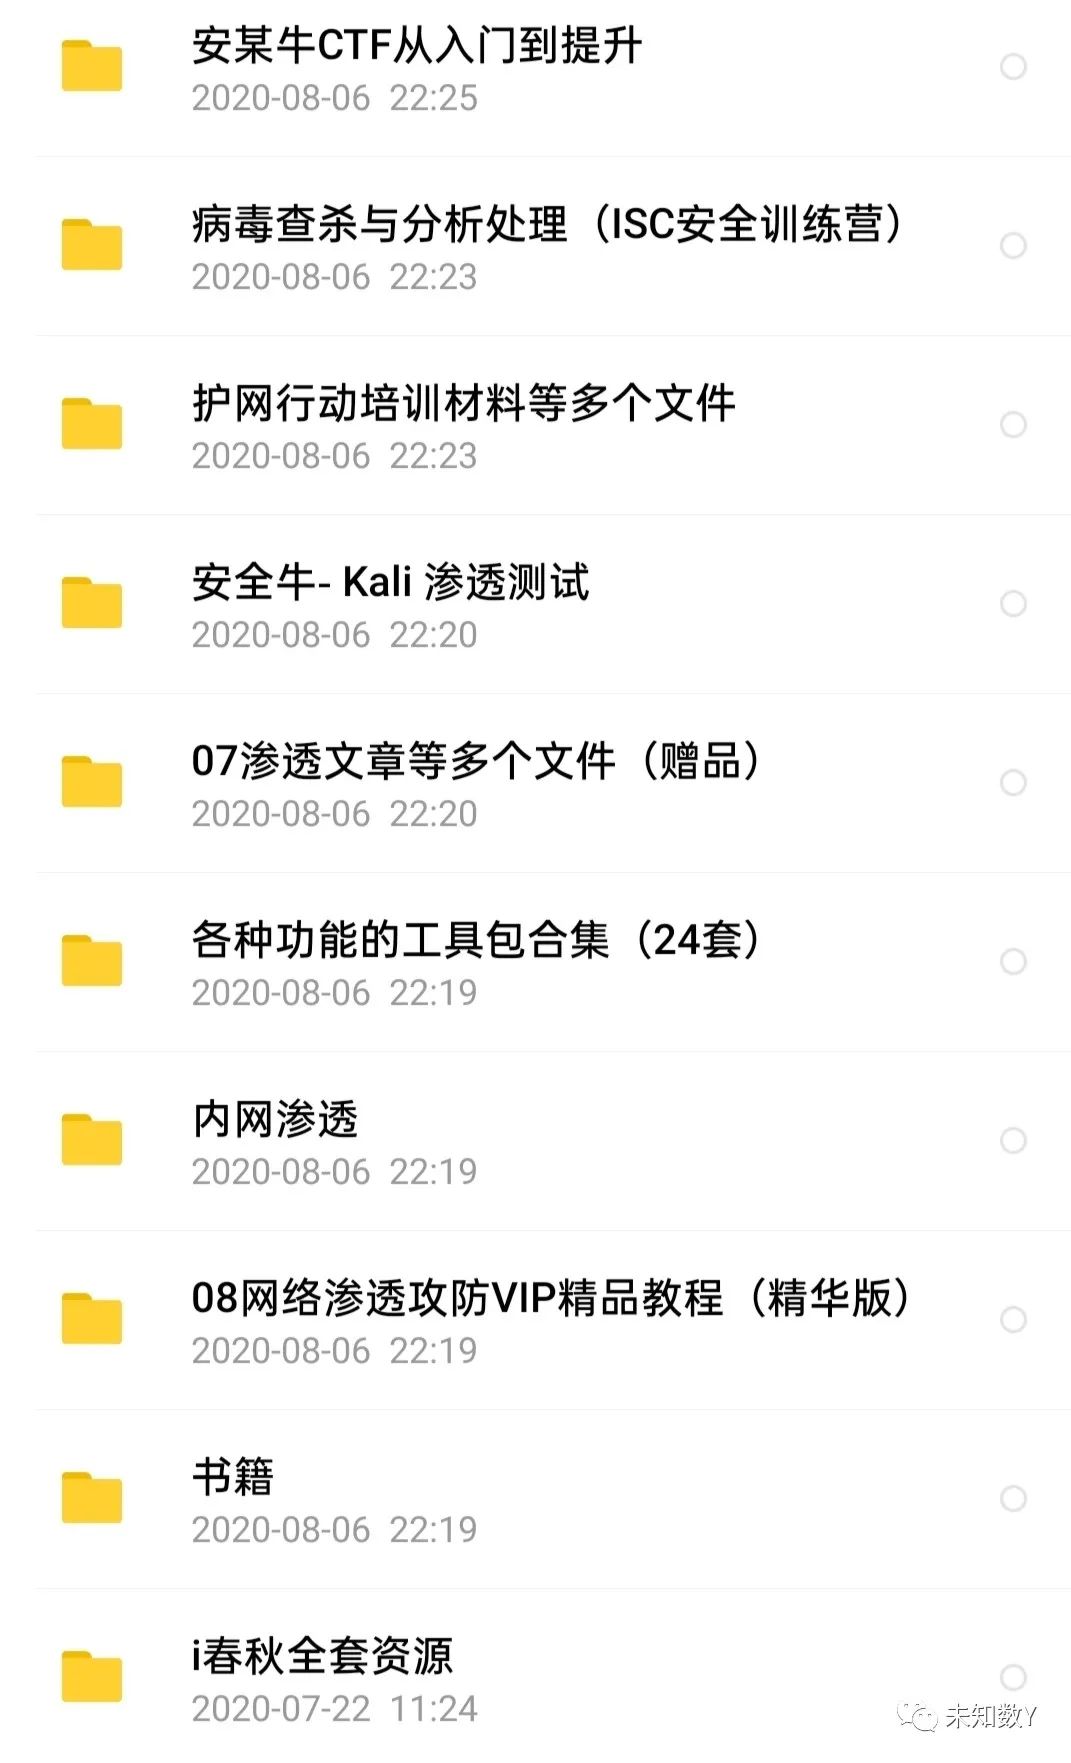 安某牛CTF从入门到提升
2020-08-06 22:25
病毒查杀与分析处理（ISC安全训练营）
2020-08-06 22:23
护网行动培训材料等多个文件
2020-08-06 22:23
安全牛- Kali 渗透测试
2020-08-06 22:20
07渗透文章等多个文件（赠品）
2020-08-06 22:20
各种功能的工具包合集（24套）
2020-08-06 22:19
内网渗透
2020-08-06 22:19
08网络渗透攻防VIP精品教程（精华版）
2020-08-06 22:19
书籍
2020-08-06 22:19
i春秋全套资源
2020-07-22 11:24
未知数Y